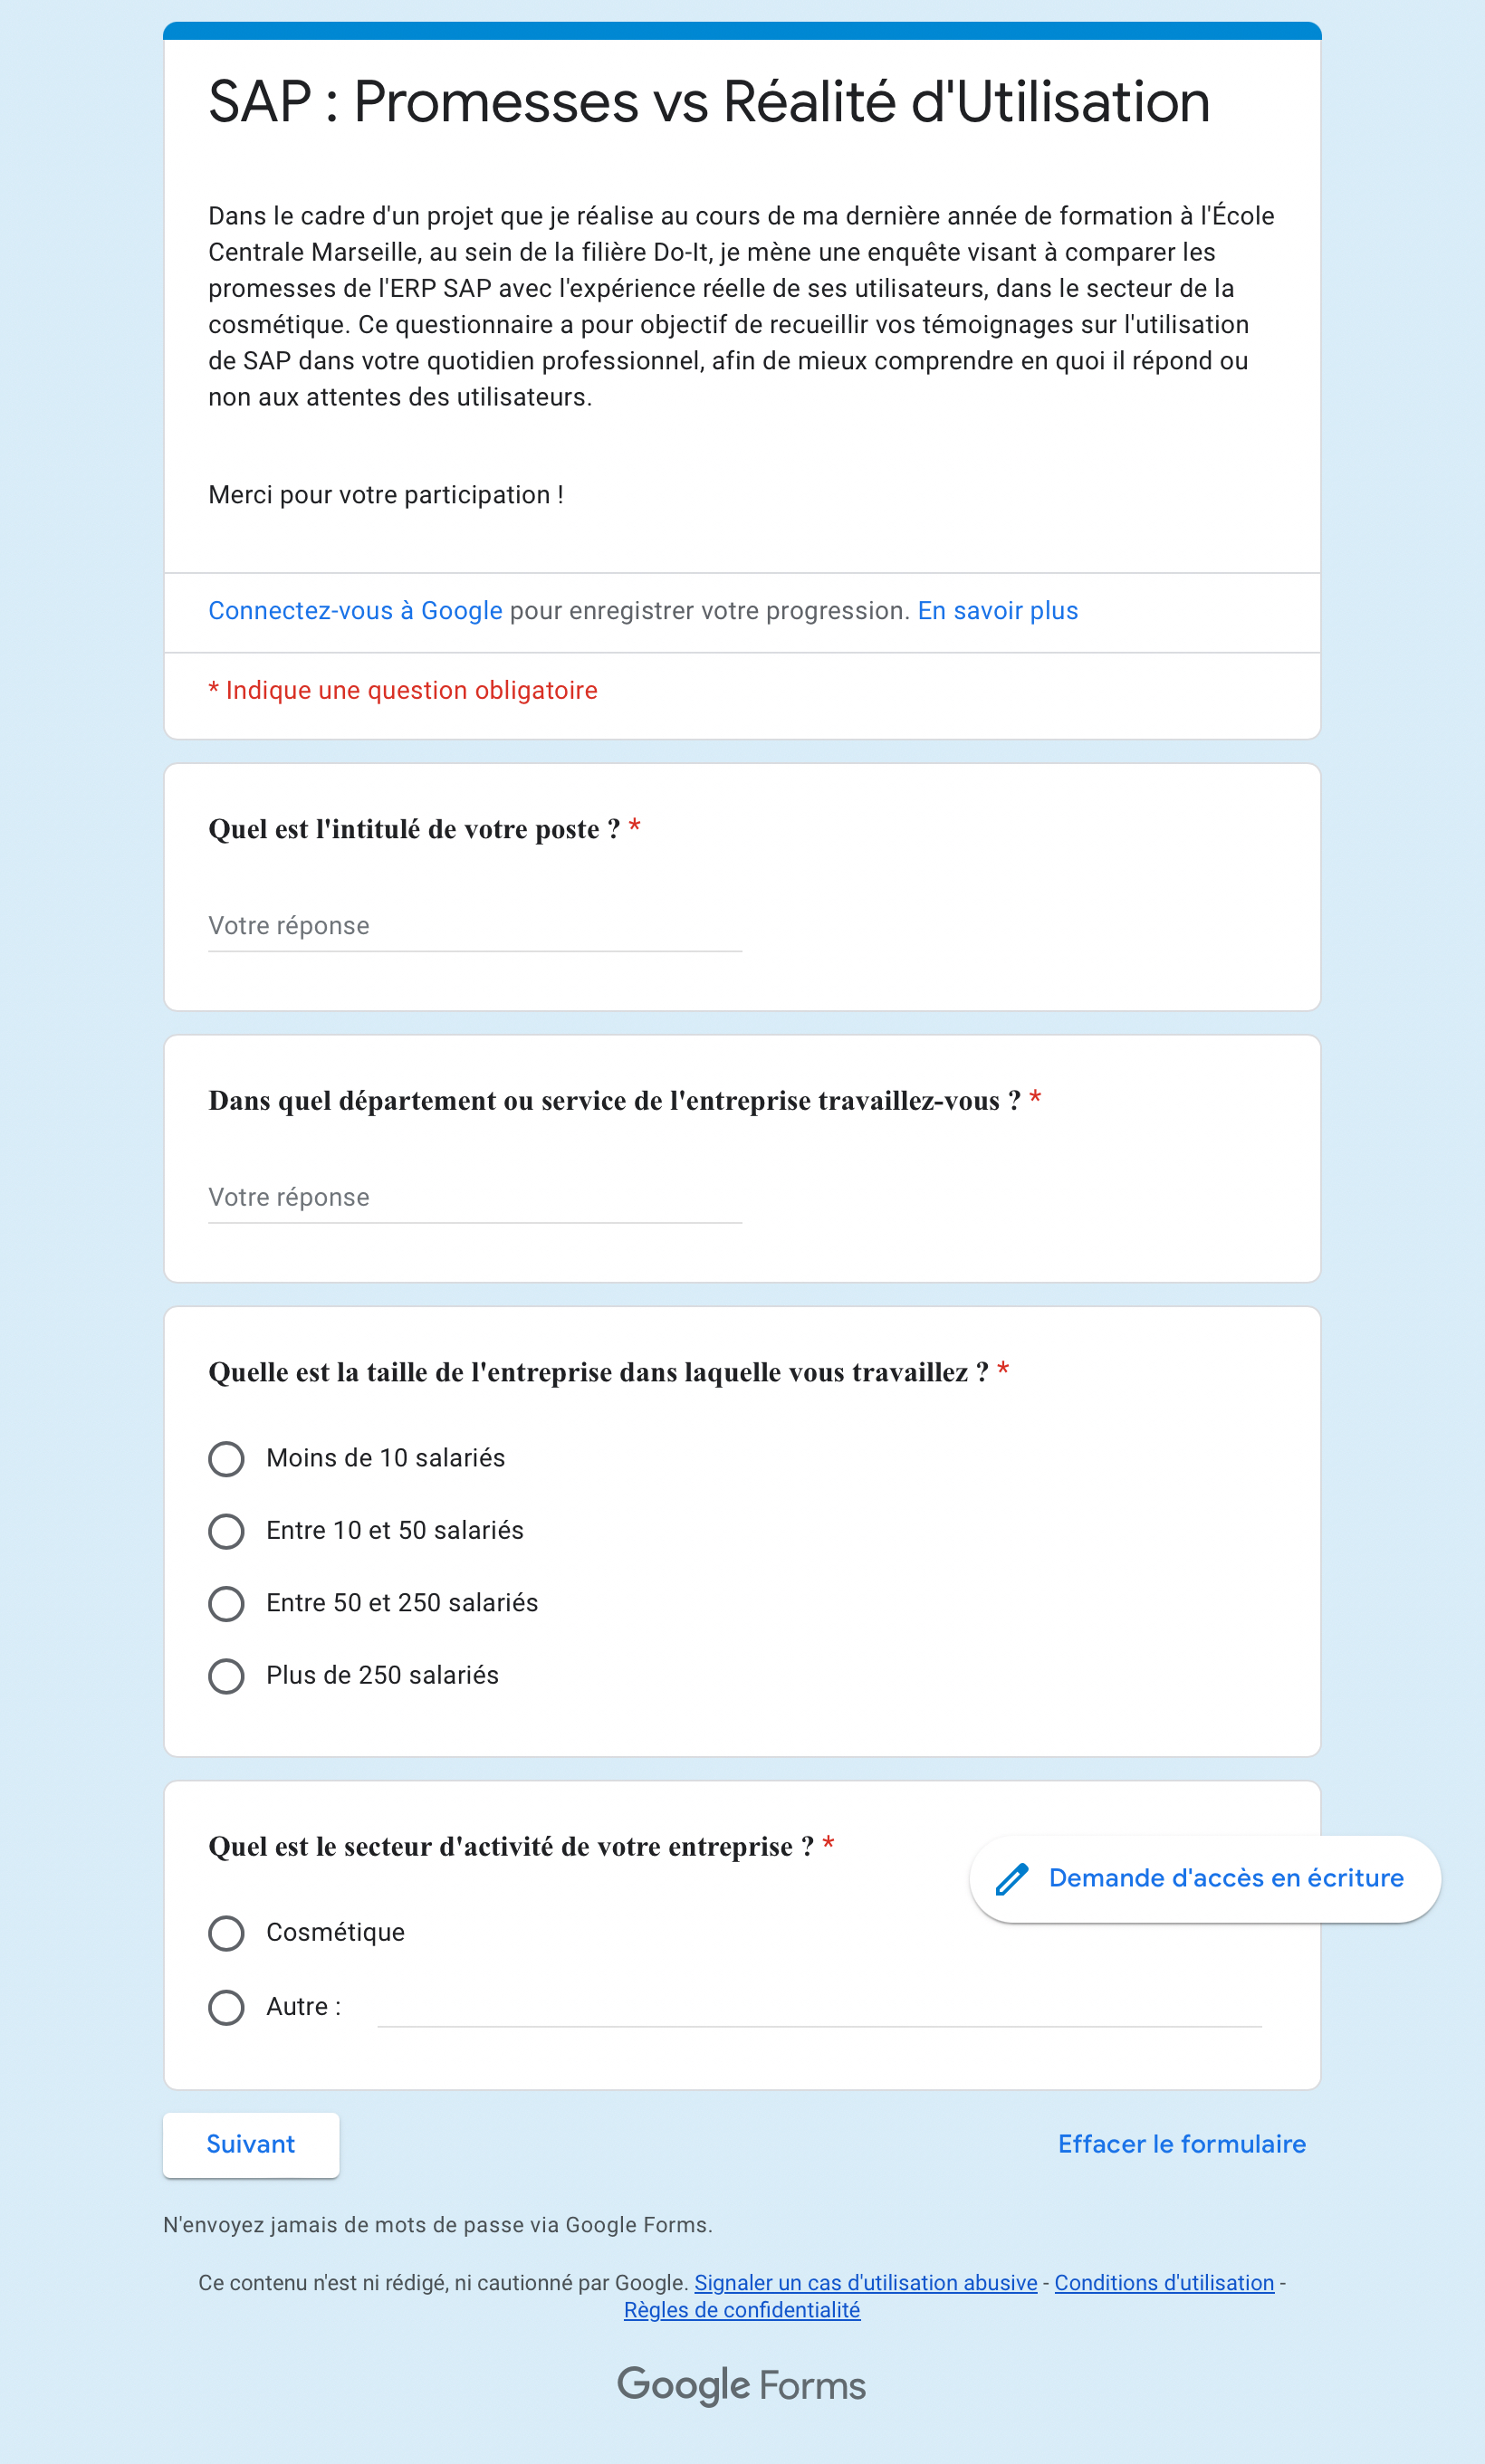 SAP : Promesses vs Réalité d'Utilisation
Dans le cadre d'un projet que je réalise au cours de ma dernière année de formation à l'École
Centrale Marseille, au sein de la filière Do-It, je mène une enquête visant à comparer les
promesses de l'ERP SAP avec l'expérience réelle de ses utilisateurs, dans le secteur de la
cosmétique. Ce questionnaire a pour objectif de recueillir vos témoignages sur l'utilisation
de SAP dans votre quotidien professionnel, afin de mieux comprendre en quoi il répond ou
non aux attentes des utilisateurs.
Merci pour votre participation !
Connectez-vous à Google pour enregistrer votre progression. En savoir plus
* Indique une question obligatoire
Quel est l'intitulé de votre poste ? *
Votre réponse
Dans quel département ou service de l'entreprise travaillez-vous ? *
Votre réponse
Quelle est la taille de l'entreprise dans laquelle vous travaillez ? *
Moins de 10 salariés
Entre 10 et 50 salariés
Entre 50 et 250 salariés
Plus de 250 salariés
Quel est le secteur d'activité de votre entreprise ? *
Demande d'accès en écriture
Cosmétique
Autre :
Suivant
Effacer le formulaire
N'envoyez jamais de mots de passe via Google Forms.
Ce contenu n'est ni rédigé, ni cautionné par Google. Signaler un cas d'utilisation abusive - Conditions d'utilisation -
Règles de confidentialité
Google Forms